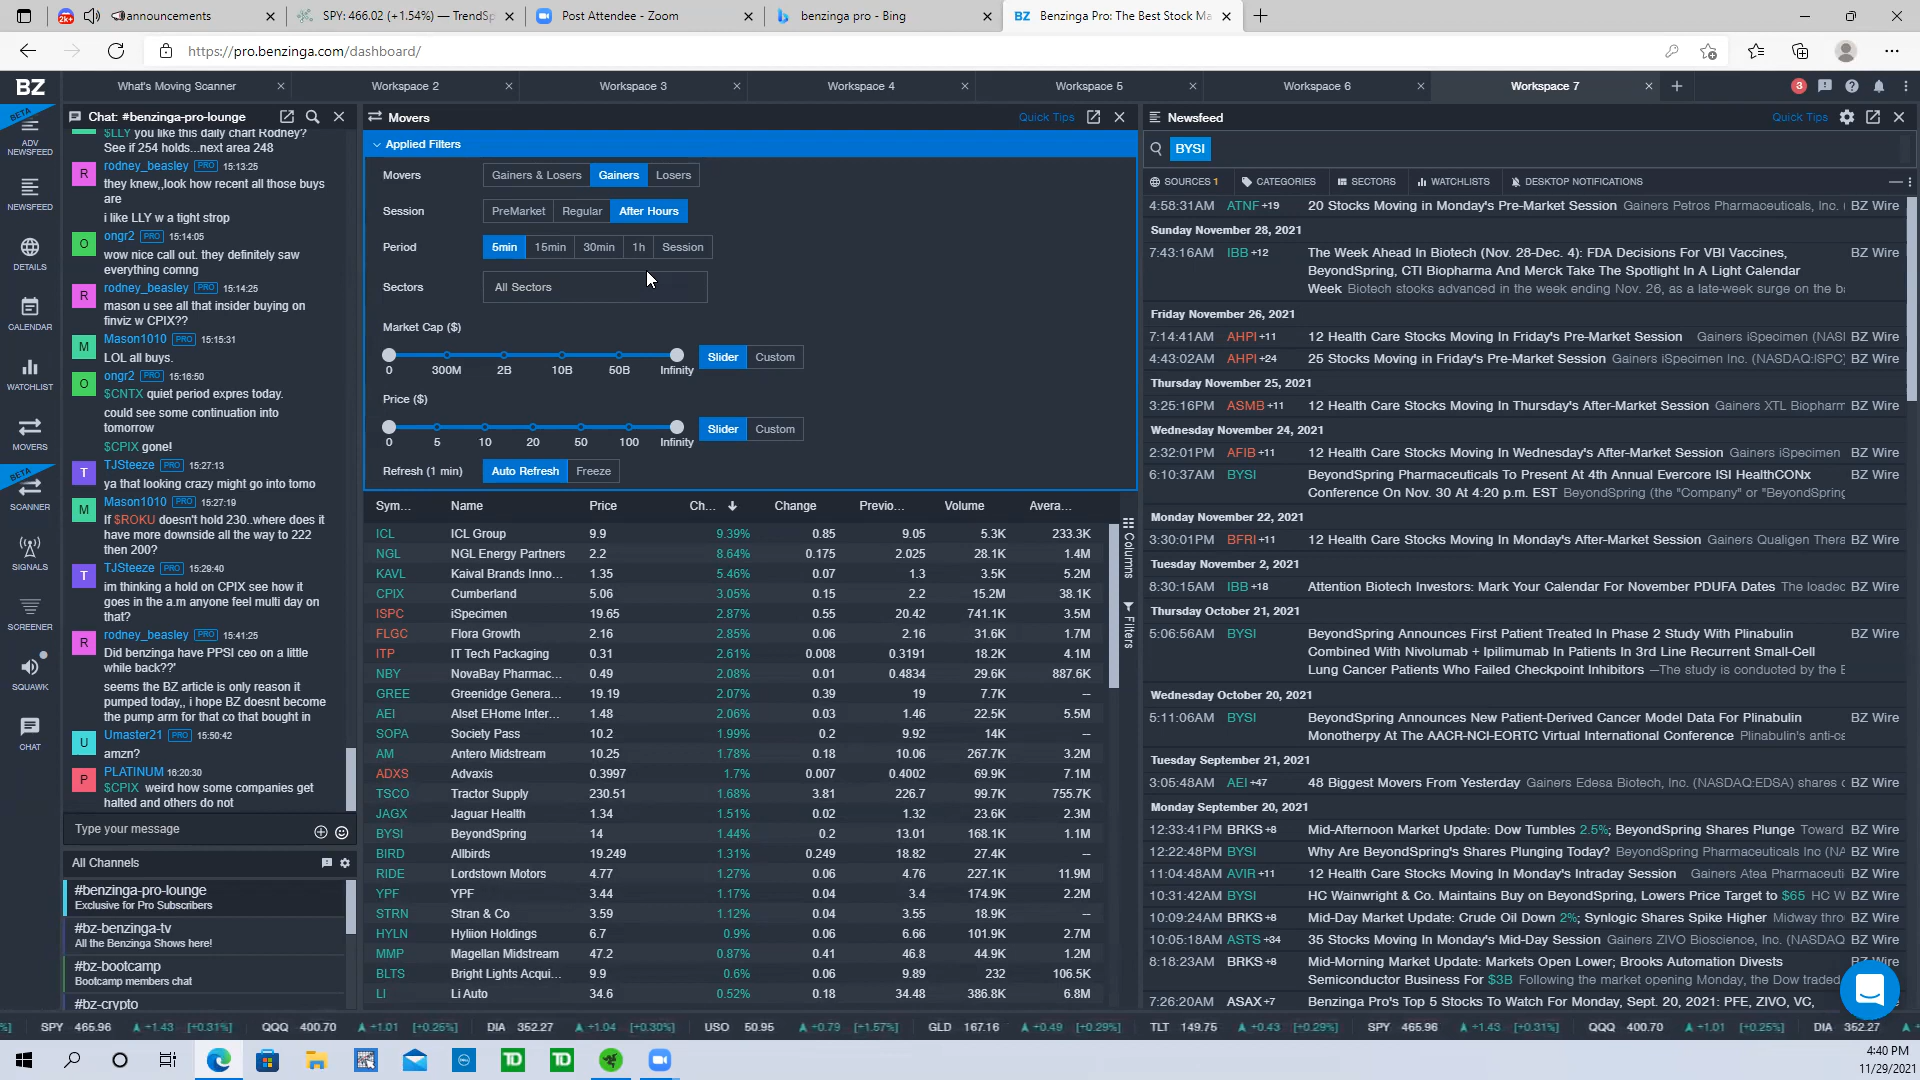 2k+
announcements
SPY: 466.02 (+1.54%) — TrendSp
Post Attendee - Zoom
benzinga pro - Bing
BZ
Benzinga Pro: The Best Stock Ma
https://pro.benzinga.com/dashboard/
BZ
What's Moving Scanner
Workspace 2
Workspace 3
Workspace 4
Workspace 5
Workspace 6
Workspace 7
3
BETA
ADV NEWSFEED
NEWSFEED
DETAILS
CALENDAR
WATCHLIST
MOVERS
BETA
SCANNER
SIGNALS
SCREENER
SQUAWK
CHAT
Chat: #benzinga-pro-lounge
$LLY you like this daily chart Rodney?
See if 254 holds...next area 248
R
rodney_beasley PRO 15:13:25
they knew,,look how recent all those buys
are
i like LLY w a tight strop
O
ongr2 PRO 15:14:05
wow nice call out. they definitely saw
everything comng
R
rodney_beasley PRO 15:14:25
mason u see all that insider buying on
finviz w CPIX??
M
Mason1010 PRO 15:15:31
LOL all buys.
O
ongr2 PRO 15:16:50
$CNTX quiet period expres today.
could see some continuation into
tomorrow
$CPIX gone!
T
TJSteeze PRO 15:27:13
ya that looking crazy might go into tomo
M
Mason1010 PRO 15:27:19
If $ROKU doesn't hold 230..where does it
have more downside all the way to 222
then 200?
T
TJSteeze PRO 15:29:40
im thinking a hold on CPIX see how it
goes in the a.m anyone feel multi day on
that?
R
rodney_beasley PRO 15:41:25
Did benzinga have PPSI ceo on a little
while back??'
seems the BZ article is only reason it
pumped today,, i hope BZ doesnt become
the pump arm for that co that bought in
U
Umaster21 PRO 15:50:42
amzn?
P
PLATINUM 16:20:30
$CPIX weird how some companies get
halted and others do not
Type your message
All Channels
#benzinga-pro-lounge
Exclusive for Pro Subscribers
#bz-benzinga-tv
All the Benzinga Shows here!
#bz-bootcamp
Bootcamp members chat
#bz-crypto
Movers
Quick Tips
Applied Filters
Movers Gainers & Losers Gainers Losers
Session PreMarket Regular After Hours
Period 5min 15min 30min 1h Session
Sectors All Sectors
Market Cap ($)
Slider Custom
0 300M 2B 10B 50B Infinity
Price ($)
Slider Custom
0 5 10 20 50 100 Infinity
Refresh (1 min) Auto Refresh Freeze
Sym... Name Price Ch... Change Previo... Volume Avera...
ICL ICL Group 9.9 9.39% 0.85 9.05 5.3K 233.3K
NGL NGL Energy Partners 2.2 8.64% 0.175 2.025 28.1K 1.4M
KAVL Kaival Brands Inno... 1.35 5.46% 0.07 1.3 3.5K 5.2M
CPIX Cumberland 5.06 3.05% 0.15 2.2 15.2M 38.1K
ISPC iSpecimen 19.65 2.87% 0.55 20.42 741.1K 3.5M
FLGC Flora Growth 2.16 2.85% 0.06 2.16 31.6K 1.7M
ITP IT Tech Packaging 0.31 2.61% 0.008 0.3191 18.2K 4.1M
NBY NovaBay Pharmac... 0.49 2.08% 0.01 0.4834 29.6K 887.6K
GREE Greenidge Genera... 19.19 2.07% 0.39 19 7.7K –
AEI Alset EHome Inter... 1.48 2.06% 0.03 1.46 22.5K 5.5M
SOPA Society Pass 10.2 1.99% 0.2 9.92 14K –
AM Antero Midstream 10.25 1.78% 0.18 10.06 267.7K 3.2M
ADXS Advaxis 0.3997 1.7% 0.007 0.4002 69.9K 7.1M
TSCO Tractor Supply 230.51 1.68% 3.81 226.7 99.7K 755.7K
JAGX Jaguar Health 1.34 1.51% 0.02 1.32 23.6K 2.3M
BYSI BeyondSpring 14 1.44% 0.2 13.01 168.1K 1.1M
BIRD Allbirds 19.249 1.31% 0.249 18.82 27.4K –
RIDE Lordstown Motors 4.77 1.27% 0.06 4.76 227.1K 11.9M
YPF YPF 3.44 1.17% 0.04 3.4 174.9K 2.2M
STRN Stran & Co 3.59 1.12% 0.04 3.55 18.9K –
HYLN Hyliion Holdings 6.7 0.9% 0.06 6.66 101.9K 2.7M
MMP Magellan Midstream 47.2 0.87% 0.41 46.8 44.9K 1.2M
BLTS Bright Lights Acqui... 9.9 0.6% 0.06 9.89 232 106.5K
LI Li Auto 34.6 0.52% 0.18 34.48 386.8K 6.8M
Columns
Filters
Newsfeed
Quick Tips
BYSI
SOURCES 1 CATEGORIES SECTORS WATCHLISTS DESKTOP NOTIFICATIONS
4:58:31AM ATNF +19 20 Stocks Moving in Monday's Pre-Market Session Gainers Petros Pharmaceuticals, Inc. ( BZ Wire
Sunday November 28, 2021
7:43:16AM IBB +12 The Week Ahead In Biotech (Nov. 28-Dec. 4): FDA Decisions For VBI Vaccines, BZ Wire
BeyondSpring, CTI Biopharma And Merck Take The Spotlight In A Light Calendar
Week Biotech stocks advanced in the week ending Nov. 26, as a late-week surge on the ba
Friday November 26, 2021
7:14:41AM AHPI +11 12 Health Care Stocks Moving In Friday's Pre-Market Session Gainers iSpecimen (NAS BZ Wire
4:43:02AM AHPI +24 25 Stocks Moving in Friday's Pre-Market Session Gainers iSpecimen Inc. (NASDAQ:ISPC) BZ Wire
Thursday November 25, 2021
3:25:16PM ASMB +11 12 Health Care Stocks Moving In Thursday's After-Market Session Gainers XTL Biopharm BZ Wire
Wednesday November 24, 2021
2:32:01PM AFIB +11 12 Health Care Stocks Moving In Wednesday's After-Market Session Gainers iSpecimen BZ Wire
6:10:37AM BYSI BeyondSpring Pharmaceuticals To Present At 4th Annual Evercore ISI HealthCONx BZ Wire
Conference On Nov. 30 At 4:20 p.m. EST BeyondSpring (the "Company" or "BeyondSpring
Monday November 22, 2021
3:30:01PM BFRI +11 12 Health Care Stocks Moving In Monday's After-Market Session Gainers Qualigen Thera BZ Wire
Tuesday November 2, 2021
8:30:15AM IBB +18 Attention Biotech Investors: Mark Your Calendar For November PDUFA Dates The loaded BZ Wire
Thursday October 21, 2021
5:06:56AM BYSI BeyondSpring Announces First Patient Treated In Phase 2 Study With Plinabulin BZ Wire
Combined With Nivolumab + Ipilimumab In Patients In 3rd Line Recurrent Small-Cell
Lung Cancer Patients Who Failed Checkpoint Inhibitors —The study is conducted by the E
Wednesday October 20, 2021
5:11:06AM BYSI BeyondSpring Announces New Patient-Derived Cancer Model Data For Plinabulin BZ Wire
Monotherapy At The AACR-NCI-EORTC Virtual International Conference Plinabulin's anti-ca
Tuesday September 21, 2021
3:05:48AM AEI +47 48 Biggest Movers From Yesterday Gainers Edesa Biotech, Inc. (NASDAQ:EDSA) shares c BZ Wire
Monday September 20, 2021
12:33:41PM BRKS +8 Mid-Afternoon Market Update: Dow Tumbles 2.5%; BeyondSpring Shares Plunge Toward BZ Wire
12:22:48PM BYSI Why Are BeyondSpring's Shares Plunging Today? BeyondSpring Pharmaceuticals Inc (NA BZ Wire
11:04:48AM AVIR +11 12 Health Care Stocks Moving In Monday's Intraday Session Gainers Atea Pharmaceuti BZ Wire
10:31:42AM BYSI HC Wainwright & Co. Maintains Buy on BeyondSpring, Lowers Price Target to $65 HC W BZ Wire
10:09:24AM BRKS +8 Mid-Day Market Update: Crude Oil Down 2%; Synlogic Shares Spike Higher Midway thro BZ Wire
10:05:18AM ASTS +34 35 Stocks Moving In Monday's Mid-Day Session Gainers ZIVO Bioscience, Inc. (NASDAQ BZ Wire
8:18:23AM BRKS +8 Mid-Morning Market Update: Markets Open Lower; Brooks Automation Divests BZ Wire
Semiconductor Business For $3B Following the market opening Monday, the Dow traded
7:26:20AM ASAX +7 Benzinga Pro's Top 5 Stocks To Watch For Monday, Sept. 20, 2021: PFE, ZIVO, VC,
%] SPY 465.96 +1.43 [+0.31%] QQQ 400.70 +1.01 [+0.25%] DIA 352.27 +1.04 [+0.30%] USO 50.95 +0.79 [+1.57%] GLD 167.16 +0.49 [+0.29%] TLT 149.75 +0.43 [+0.29%] SPY 465.96 +1.43 [+0.31%] QQQ 400.70 +1.01 [+0.25%] DIA 352.27
TD
TD
4:40 PM
11/29/2021